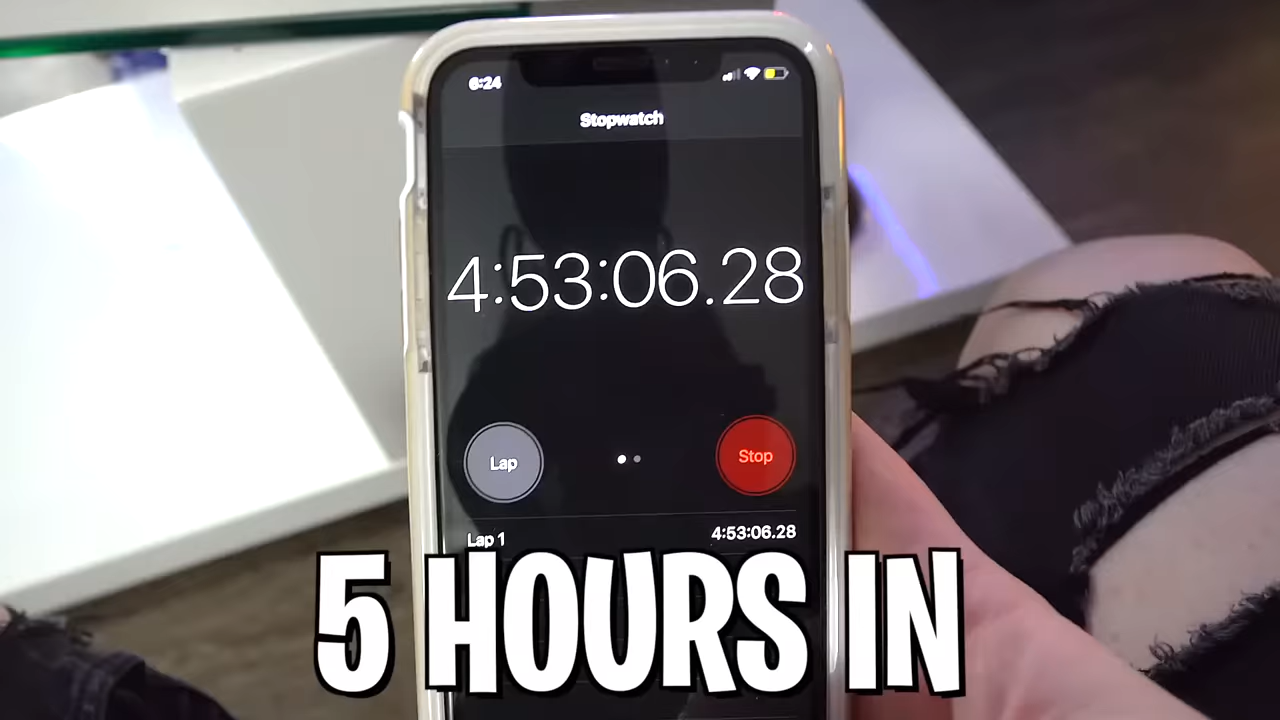 6:24
Stopwatch
4:53:06.28
Lap
Stop
Lap 1 4:53:06.28
5 HOURS IN